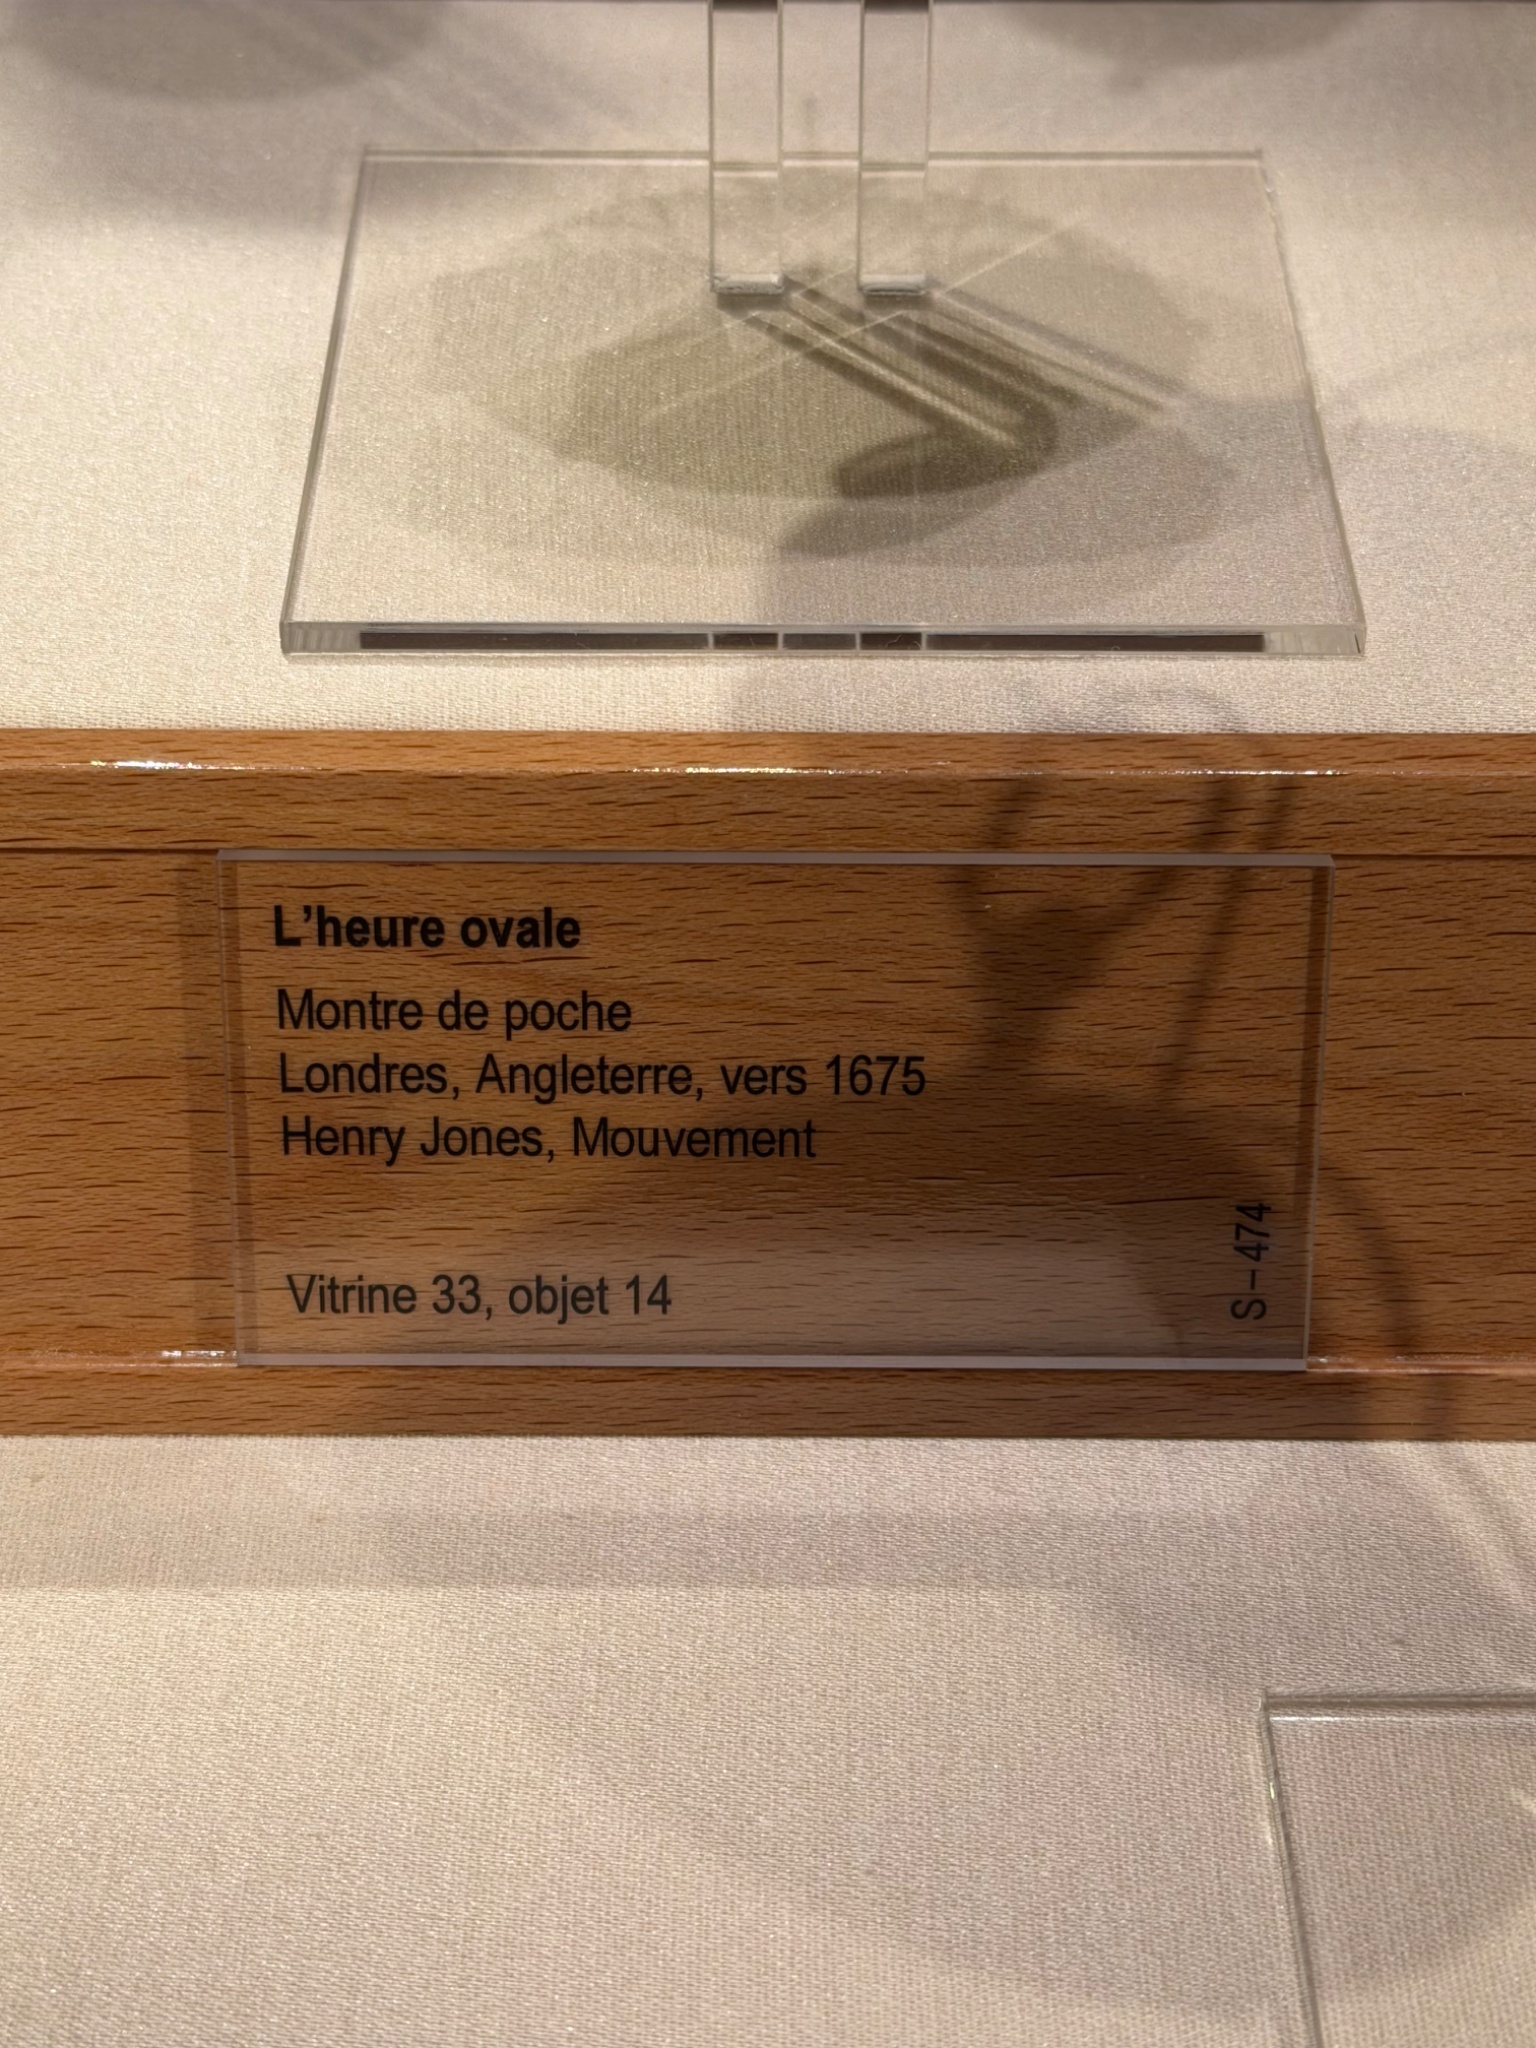 L'heure ovale
Montre de poche
Londres, Angleterre, vers 1675
Henry Jones, Mouvement
Vitrine 33, objet 14
S–474